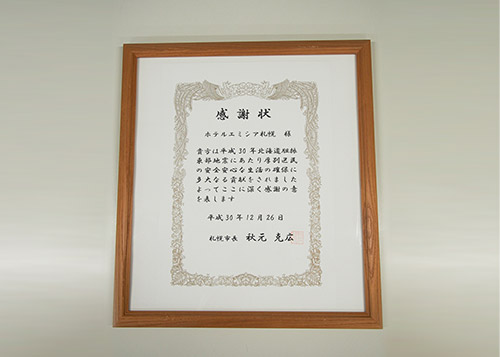 感謝状
ホテルエミシア札幌 様
貴方は平成30年北海道胆振
東部地震にあたり厚別区民
の安全安心な生活の確保に
多大なる貢献をされました
よってここに深く感謝の意
を表します
平成30年12月26日
札幌市長 秋元克広